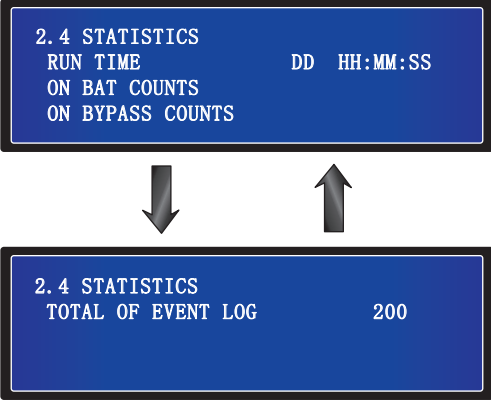 2.4 STATISTICS
RUN TIME DD HH:MM:SS
ON BAT COUNTS
ON BYPASS COUNTS
2.4 STATISTICS
TOTAL OF EVENT LOG 200